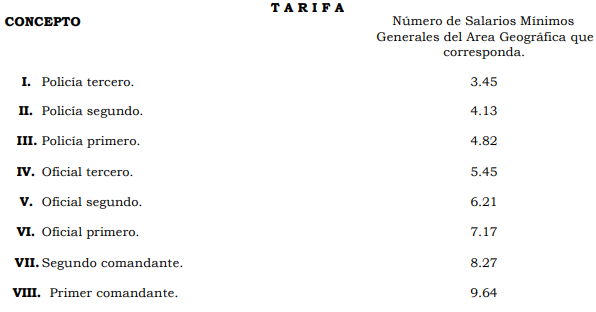 T A R I F A
CONCEPTO
Número de Salarios Mínimos
Generales del Area Geográfica que
corresponda.
I. Policía tercero. 3.45
II. Policía segundo. 4.13
III. Policía primero. 4.82
IV. Oficial tercero. 5.45
V. Oficial segundo. 6.21
VI. Oficial primero. 7.17
VII. Segundo comandante. 8.27
VIII. Primer comandante. 9.64